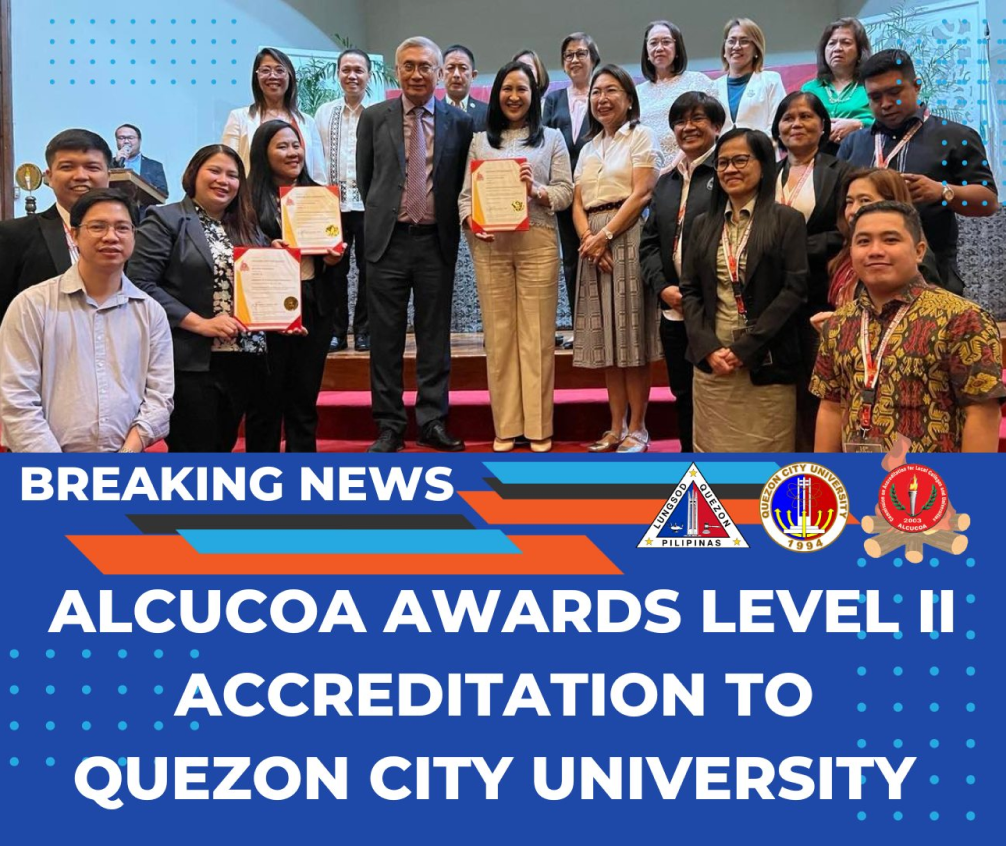 BREAKING NEWS
LUNGSOD QUEZON
PILIPINAS
QUEZON CITY UNIVERSITY
1994
2003
ALCUCOA
ALCUCOA AWARDS LEVEL II
ACCREDITATION TO
QUEZON CITY UNIVERSITY